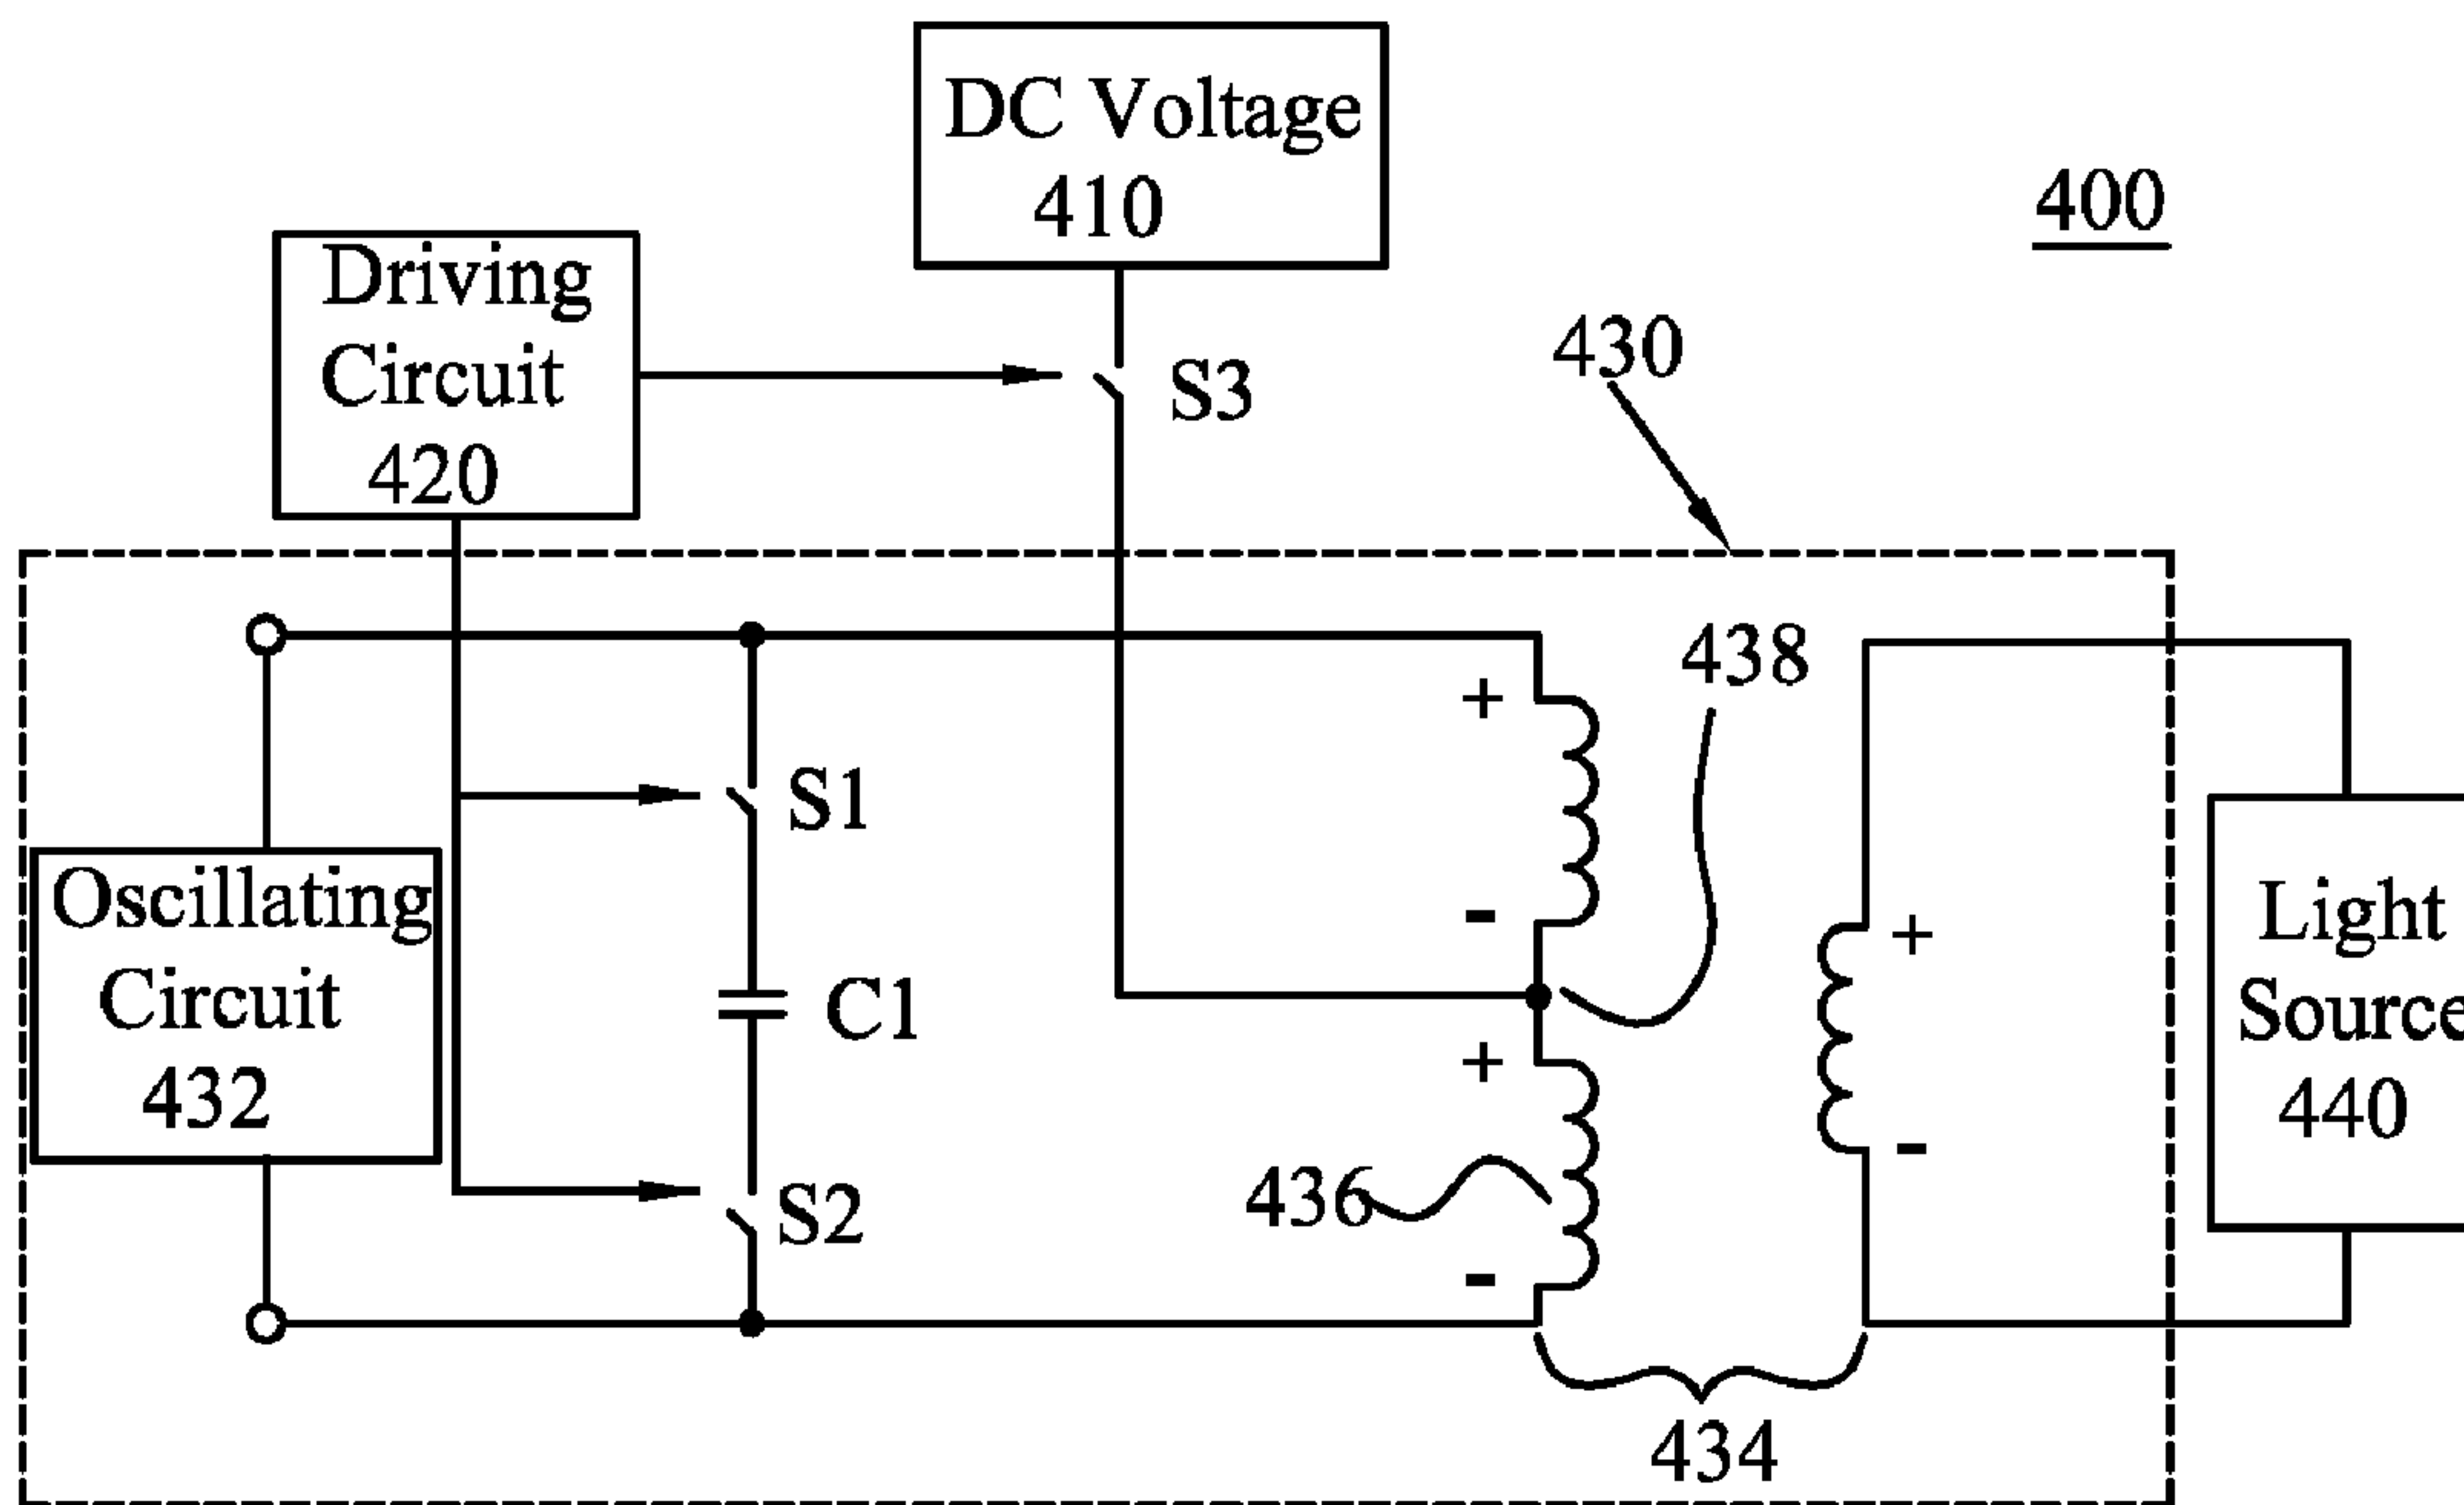 DC Voltage
410
400
Driving
Circuit
420
S3
430
438
+
S1
-
+
Oscillating
Circuit
432
C1
Light
Source
440
+
-
436
S2
-
434